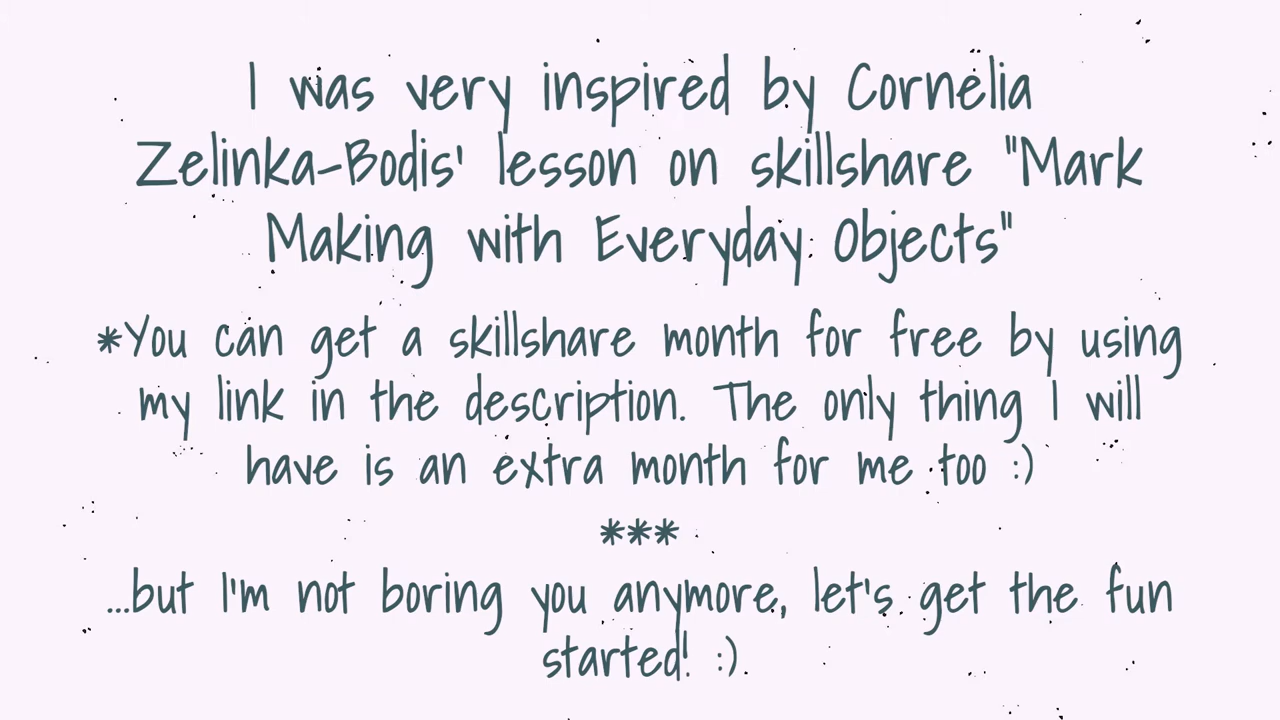 I was very inspired by Cornelia
Zelinka-Bodis' lesson on skillshare "Mark
Making with Everyday Objects"
*You can get a skillshare month for free by using
my link in the description. The only thing I will
have is an extra month for me too :)
***
...but I'm not boring you anymore, let's get the fun
started! :)